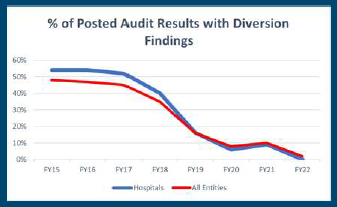 % of Posted Audit Results with Diversion
Findings
60%
50%
40%
30%
20%
10%
0%
FY15 FY16 FY17 FY18 FY19 FY20 FY21 FY22
Hospitals All Entities